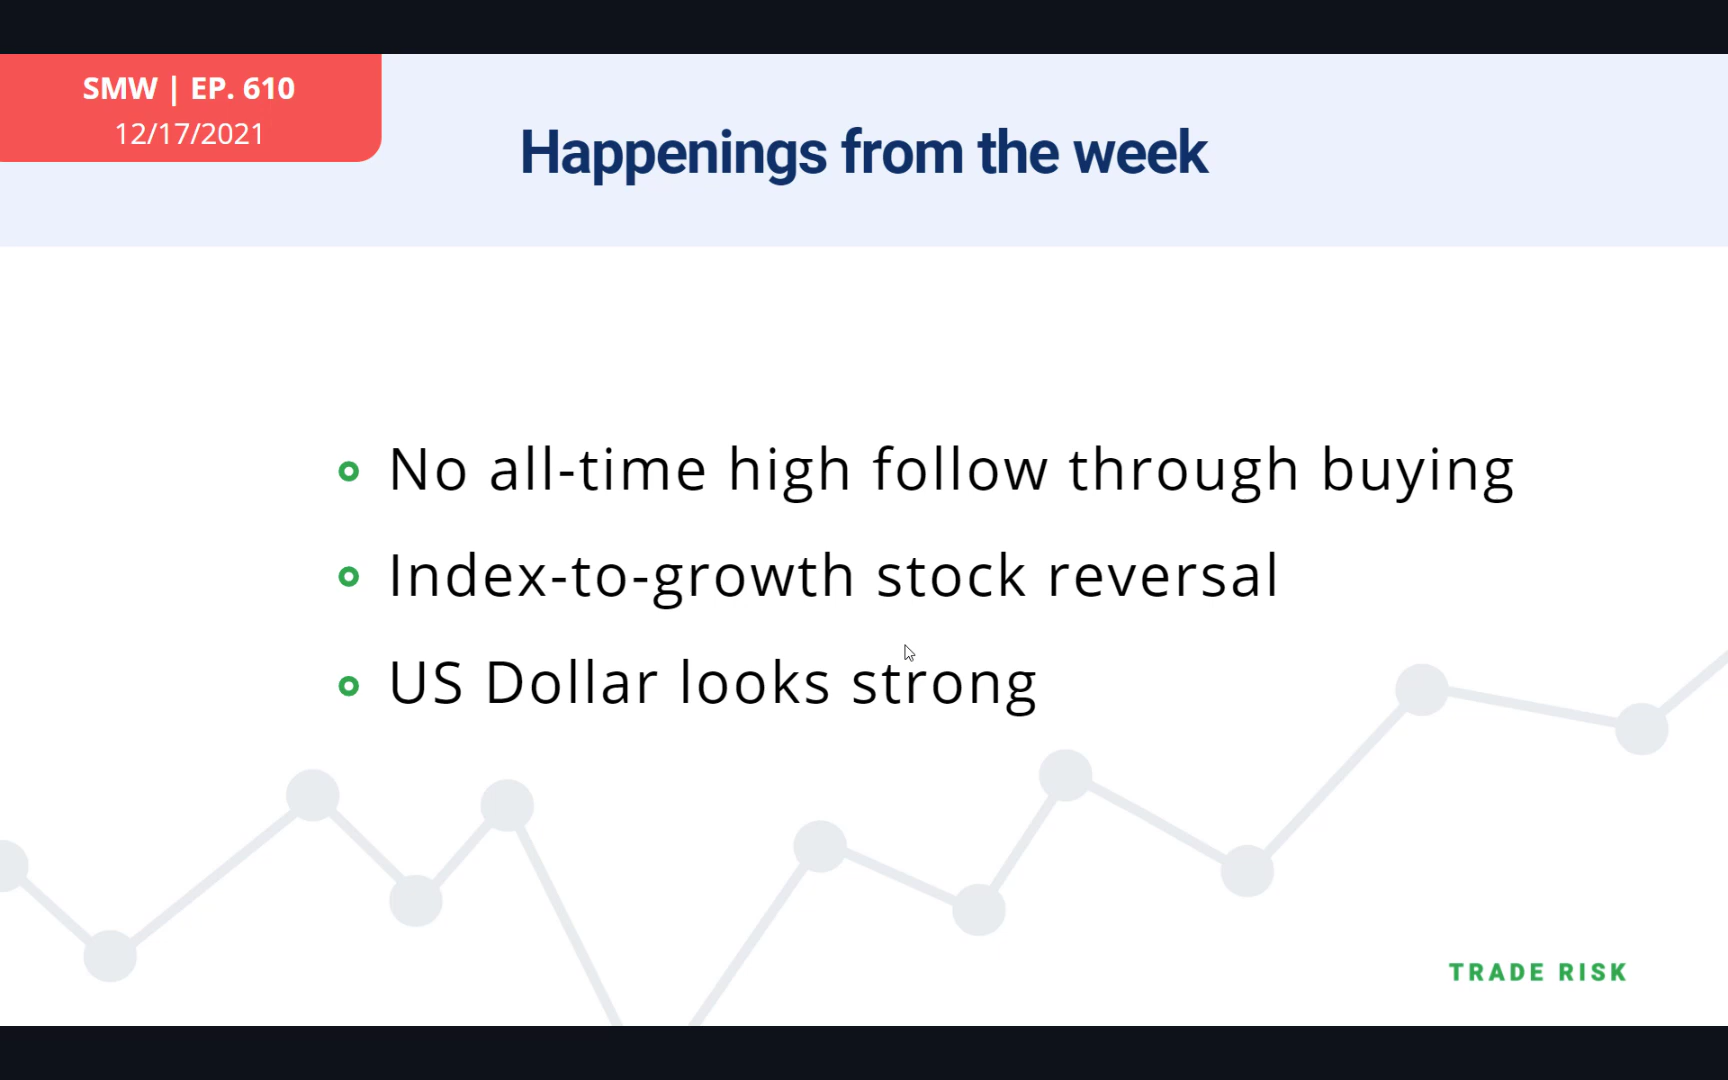 SMW | EP. 610
12/17/2021
Happenings from the week
No all-time high follow through buying
Index-to-growth stock reversal
US Dollar looks strong
TRADE RISK